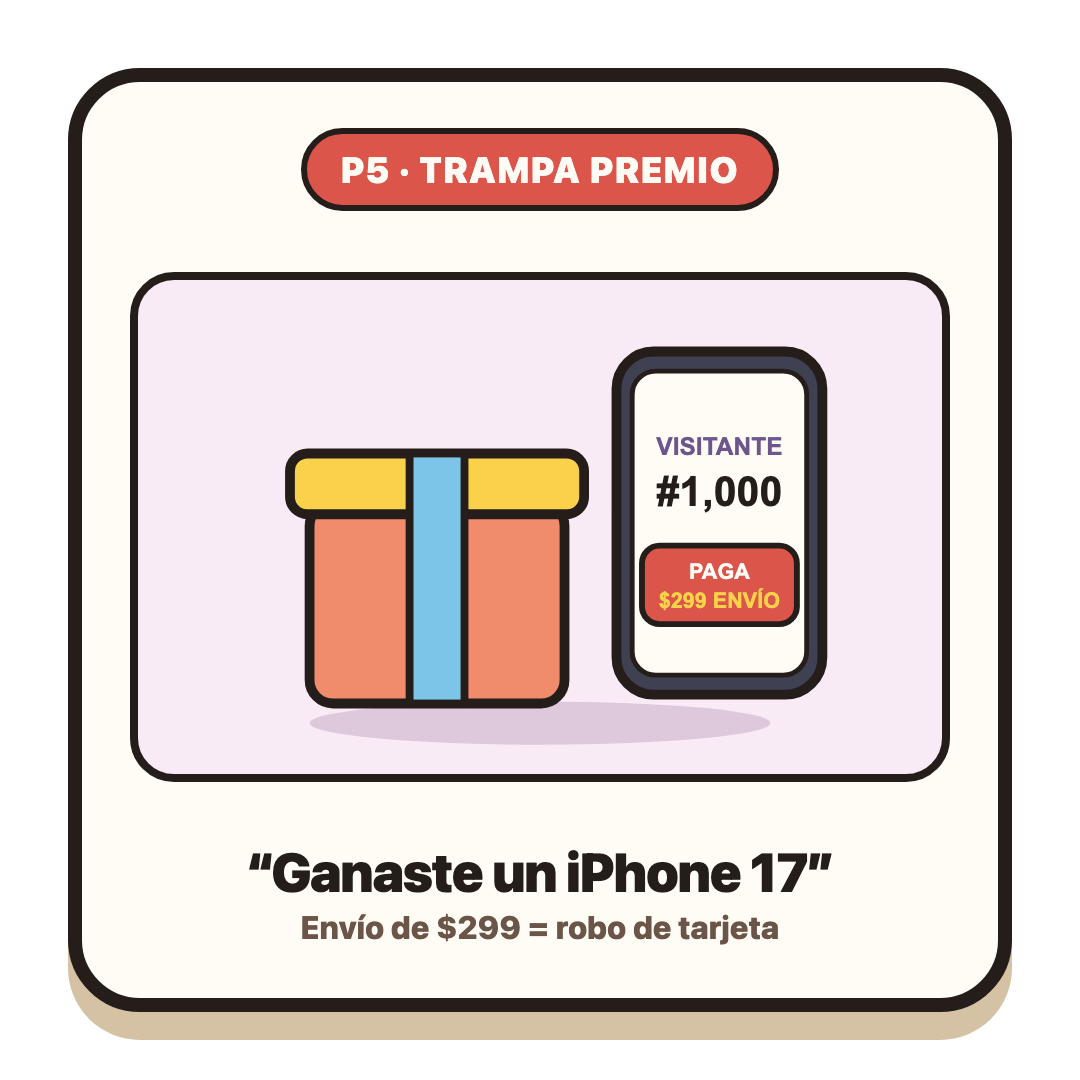 P5 · TRAMPA PREMIO
VISITANTE
#1,000
PAGA
$299 ENVÍO
“Ganaste un iPhone 17”
Envío de $299 = robo de tarjeta